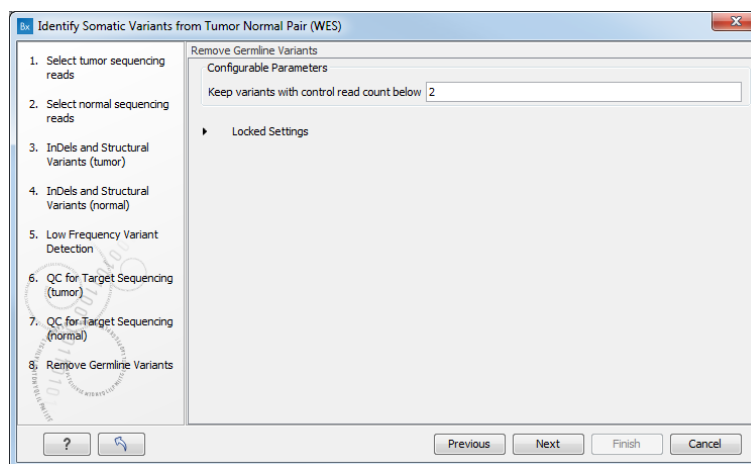 Bx Identify Somatic Variants from Tumor Normal Pair (WES)
x
1. Select tumor sequencing
reads
2. Select normal sequencing
reads
3. InDels and Structural
Variants (tumor)
4. InDels and Structural
Variants (normal)
5. Low Frequency Variant
Detection
6. QC for Target Sequencing
(tumor)
7. QC for Target Sequencing
(normal)
8. Remove Germline Variants
Remove Germline Variants
Configurable Parameters
Keep variants with control read count below 2
Locked Settings
?
Previous Next Finish Cancel